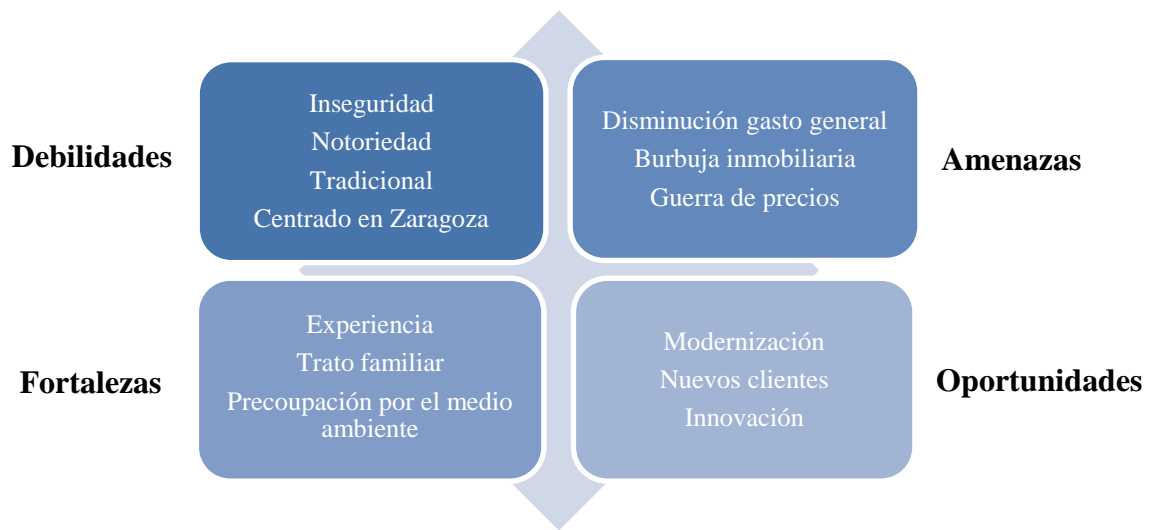 Debilidades
Inseguridad
Notoriedad
Tradicional
Centrado en Zaragoza
Disminución gasto general
Burbuja inmobiliaria
Guerra de precios
Amenazas
Fortalezas
Experiencia
Trato familiar
Precoupación por el medio
ambiente
Modernización
Nuevos clientes
Innovación
Oportunidades